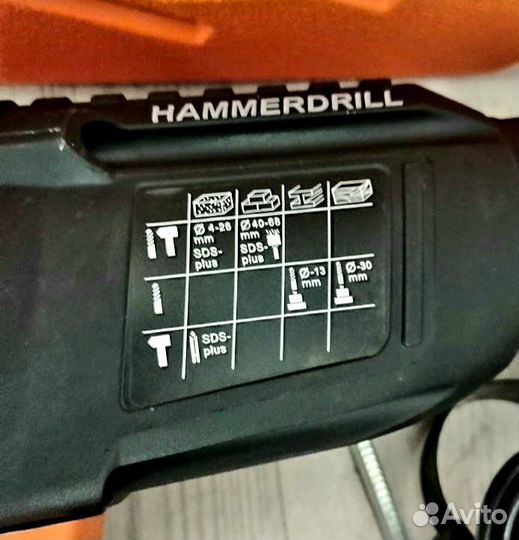 HAMMERDRILL
Ø 4-26 mm SDS-plus
Ø 40-68 mm SDS-plus
Ø-13 mm
Ø-30 mm
SDS-plus
Avito